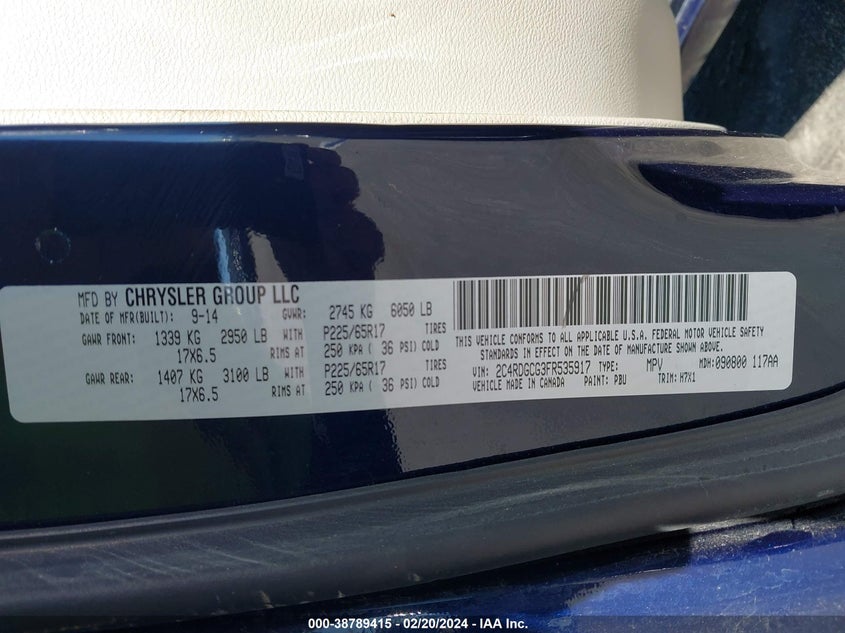 MFD BY CHRYSLER GROUP LLC
DATE OF MFR(BUILT): 9-14 GVWR: 2745 KG 6050 LB
GAWR FRONT: 1339 KG 2950 LB WITH P225/65R17 TIRES
17X6.5 RIMS AT 250 KPA ( 36 PSI) COLD
GAWR REAR: 1407 KG 3100 LB WITH P225/65R17 TIRES
17X6.5 RIMS AT 250 KPA ( 36 PSI) COLD
THIS VEHICLE CONFORMS TO ALL APPLICABLE U.S.A. FEDERAL MOTOR VEHICLE SAFETY
STANDARDS IN EFFECT ON THE DATE OF MANUFACTURE SHOWN ABOVE.
VIN: 2C4RDGCG3FR535917 TYPE: MPV MDH: 090800 117AA
VEHICLE MADE IN CANADA PAINT: PBU TRIM: H7X1
000-38789415 - 02/20/2024 - IAA Inc.